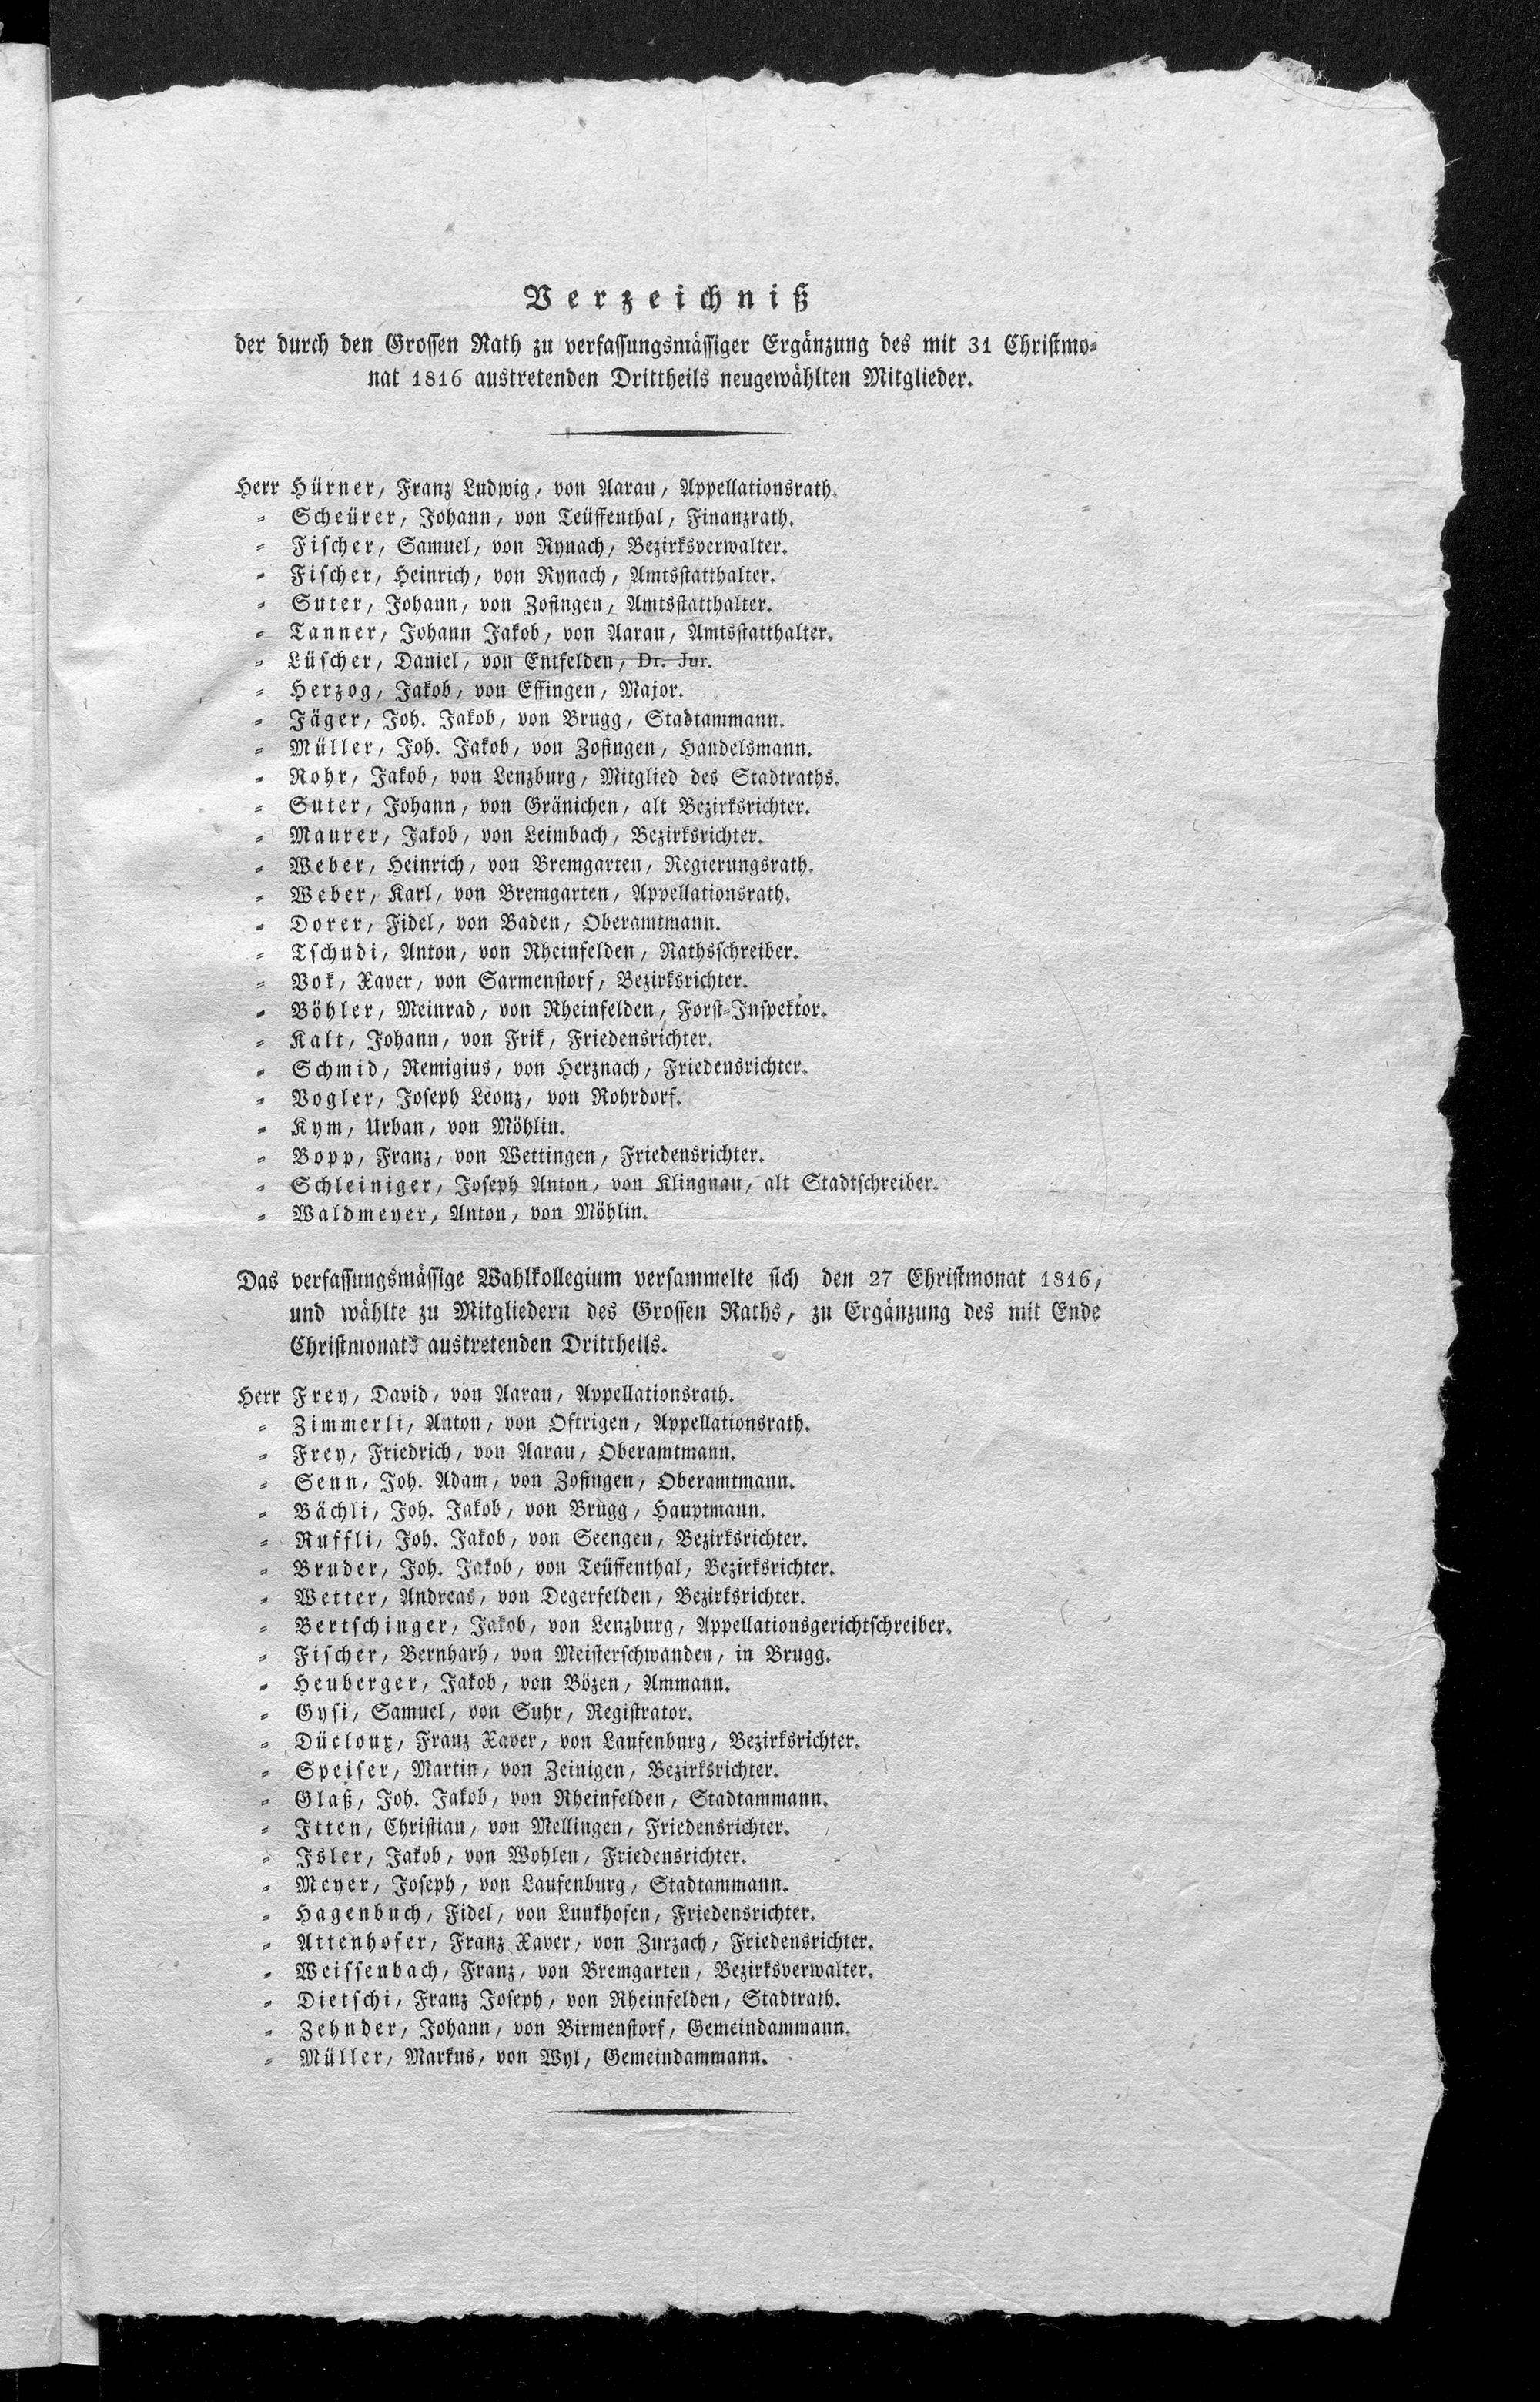 Verzeichniß
der durch den Grossen Rath zu verfassungsmässiger Ergänzung des mit 31 Christmo-
nat 1816 austretenden Drittheils neugewählten Mitglieder.
Herr Hürner, Franz Ludwig, von Aarau, Appellationsrath.
- Scheürer, Johann, von Teüffenthal, Finanzrath.
- Fischer, Samuel, von Rynach, Bezirksverwalter.
- Fischer, Heinrich, von Rynach, Amtsstatthalter.
- Suter, Johann, von Zofingen, Amtsstatthalter.
- Tanner, Johann Jakob, von Aarau, Amtsstatthalter.
- Lüscher, Daniel, von Entfelden, Dr. Jur.
- Herzog, Jakob, von Effingen, Major.
- Jäger, Joh. Jakob, von Brugg, Stadtammann.
- Müller, Joh. Jakob, von Zofingen, Handelsmann.
- Rohr, Jakob, von Lenzburg, Mitglied des Stadtraths.
- Suter, Johann, von Gränichen, alt Bezirksrichter.
- Maurer, Jakob, von Leimbach, Bezirksrichter.
- Weber, Heinrich, von Bremgarten, Regierungsrath.
- Weber, Karl, von Bremgarten, Appellationsrath.
- Dorer, Fidel, von Baden, Oberamtmann.
- Tschudi, Anton, von Rheinfelden, Rathsschreiber.
- Vok, Xaver, von Sarmenstorf, Bezirksrichter.
- Böhler, Meinrad, von Rheinfelden, Forst-Inspektor.
- Kalt, Johann, von Frik, Friedensrichter.
- Schmid, Remigius, von Herznach, Friedensrichter.
- Vogler, Joseph Leonz, von Rohrdorf.
- Kym, Urban, von Möhlin.
- Bopp, Franz, von Wettingen, Friedensrichter.
- Schleiniger, Joseph Anton, von Klingnau, alt Stadtschreiber.
- Waldmeyer, Anton, von Möhlin.
Das verfassungsmässige Wahlkollegium versammelte sich den 27 Christmonat 1816,
und wählte zu Mitgliedern des Grossen Raths, zu Ergänzung des mit Ende
Christmonats austretenden Drittheils.
Herr Frey, David, von Aarau, Appellationsrath.
- Zimmerli, Anton, von Oftrigen, Appellationsrath.
- Frey, Friedrich, von Aarau, Oberamtmann.
- Senn, Joh. Adam, von Zofingen, Oberamtmann.
- Bächli, Joh. Jakob, von Brugg, Hauptmann.
- Ruffli, Joh. Jakob, von Seengen, Bezirksrichter.
- Bruder, Joh. Jakob, von Teüffenthal, Bezirksrichter.
- Wetter, Andreas, von Degerfelden, Bezirksrichter.
- Bertschinger, Jakob, von Lenzburg, Appellationsgerichtschreiber.
- Fischer, Bernharh, von Meisterschwanden, in Brugg.
- Heuberger, Jakob, von Bözen, Ammann.
- Gysi, Samuel, von Suhr, Registrator.
- Dücloux, Franz Xaver, von Laufenburg, Bezirksrichter.
- Speiser, Martin, von Zeinigen, Bezirksrichter.
- Glaß, Joh. Jakob, von Rheinfelden, Stadtammann.
- Itten, Christian, von Mellingen, Friedensrichter.
- Isler, Jakob, von Wohlen, Friedensrichter.
- Meyer, Joseph, von Laufenburg, Stadtammann.
- Hagenbuch, Fidel, von Lunkhofen, Friedensrichter.
- Attenhofer, Franz Xaver, von Zurzach, Friedensrichter.
- Weissenbach, Franz, von Bremgarten, Bezirksverwalter.
- Dietschi, Franz Joseph, von Rheinfelden, Stadtrath.
- Zehnder, Johann, von Birmenstorf, Gemeindammann.
- Müller, Markus, von Wyl, Gemeindammann.